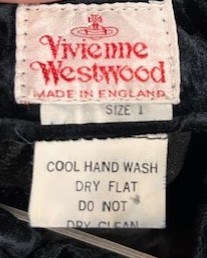 Vivienne
Westwood
MADE IN ENGLAND
SIZE 1
COOL HAND WASH
DRY FLAT
DO NOT
DRY CLEAN